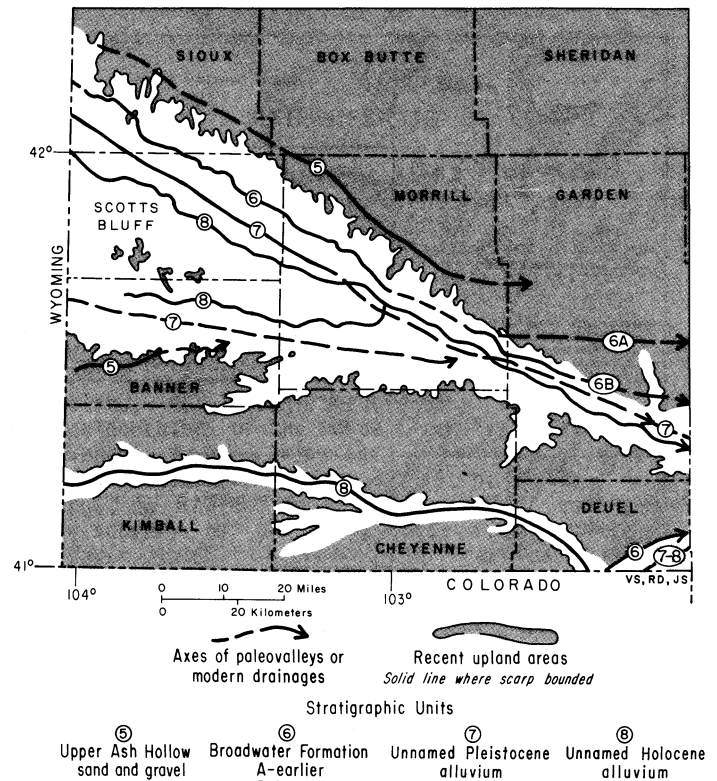 SIOUX
BOX BUTTE
SHERIDAN
42°
5
MORRILL
GARDEN
6
SCOTTS
BLUFF
8
7
WYOMING
8
7
6A
5
BANNER
6B
7
8
KIMBALL
CHEYENNE
DEUEL
6
7-8
41°
COLORADO
VS, RD, JS
104°
103°
0 10 20 Miles
0 20 Kilometers
Axes of paleovalleys or
modern drainages
Recent upland areas
Solid line where scarp bounded
Stratigraphic Units
5 6 7 8
Upper Ash Hollow
sand and gravel
Broadwater Formation
A-earlier
Unnamed Pleistocene
alluvium
Unnamed Holocene
alluvium